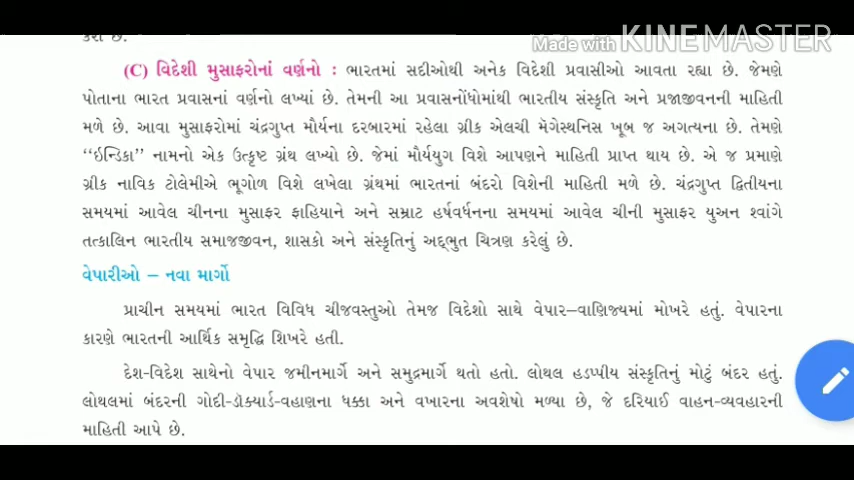 Made with KINEMASTER
કરી છે.
(C) વિદેશી મુસાફરોનાં વર્ણનો : ભારતમાં સદીઓથી અનેક વિદેશી પ્રવાસીઓ આવતા રહ્યા છે. જેમણે
પોતાના ભારત પ્રવાસનાં વર્ણનો લખ્યાં છે. તેમની આ પ્રવાસનોંધોમાંથી ભારતીય સંસ્કૃતિ અને પ્રજાજીવનની માહિતી
મળે છે. આવા મુસાફરોમાં ચંદ્રગુપ્ત મૌર્યના દરબારમાં રહેલા ગ્રીક એલચી મૅગેસ્થનિસ ખૂબ જ અગત્યના છે. તેમણે
“ઇન્ડિકા” નામનો એક ઉત્કૃષ્ટ ગ્રંથ લખ્યો છે. જેમાં મૌર્યયુગ વિશે આપણને માહિતી પ્રાપ્ત થાય છે. એ જ પ્રમાણે
ગ્રીક નાવિક ટોલેમીએ ભૂગોળ વિશે લખેલા ગ્રંથમાં ભારતનાં બંદરો વિશેની માહિતી મળે છે. ચંદ્રગુપ્ત દ્વિતીયના
સમયમાં આવેલ ચીનના મુસાફર ફાહિયાને અને સમ્રાટ હર્ષવર્ધનના સમયમાં આવેલ ચીની મુસાફર યુઅન શ્વાંગે
તત્કાલિન ભારતીય સમાજજીવન, શાસકો અને સંસ્કૃતિનું અદ્ભુત ચિત્રણ કરેલું છે.
વેપારીઓ – નવા માર્ગો
પ્રાચીન સમયમાં ભારત વિવિધ ચીજવસ્તુઓ તેમજ વિદેશો સાથે વેપાર–વાણિજ્યમાં મોખરે હતું. વેપારના
કારણે ભારતની આર્થિક સમૃદ્ધિ શિખરે હતી.
દેશ-વિદેશ સાથેનો વેપાર જમીનમાર્ગે અને સમુદ્રમાર્ગે થતો હતો. લોથલ હડપ્પીય સંસ્કૃતિનું મોટું બંદર હતું.
લોથલમાં બંદરની ગોદી-ડૉક્યાર્ડ-વહાણના ધક્કા અને વખારના અવશેષો મળ્યા છે, જે દરિયાઈ વાહન-વ્યવહારની
માહિતી આપે છે.